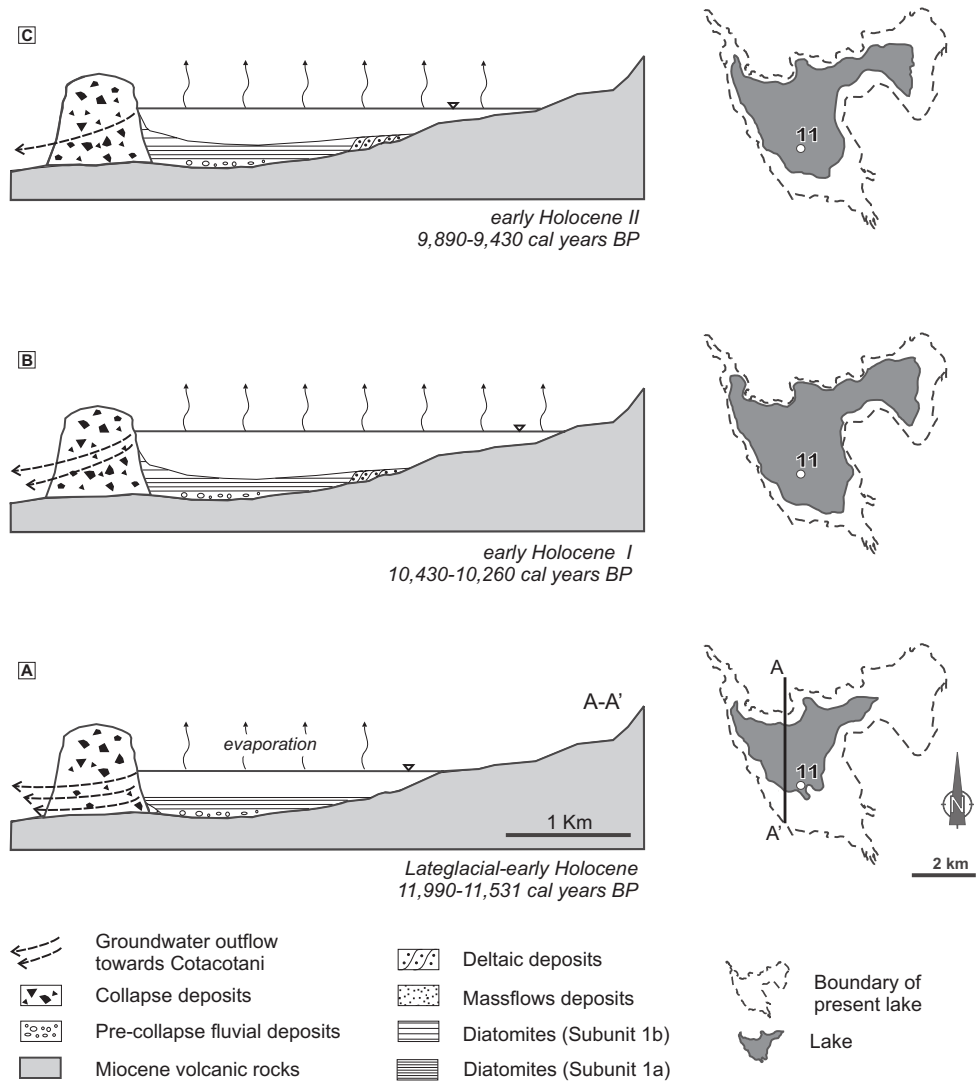 C
11
early Holocene II
9,890-9,430 cal years BP
B
11
early Holocene I
10,430-10,260 cal years BP
A
A-A'
evaporation
1 Km
A
11
A'
N
2 km
Lateglacial-early Holocene
11,990-11,531 cal years BP
Groundwater outflow
towards Cotacotani
Collapse deposits
Pre-collapse fluvial deposits
Miocene volcanic rocks
Deltaic deposits
Massflows deposits
Diatomites (Subunit 1b)
Diatomites (Subunit 1a)
Boundary of
present lake
Lake